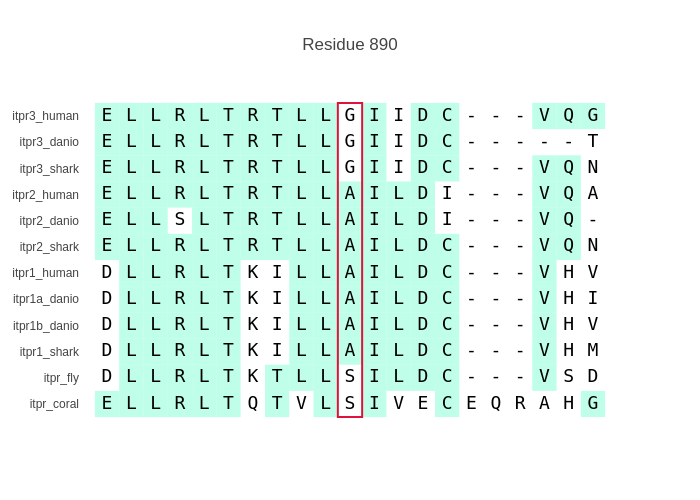 Residue 890
itpr3_human E L L R L T R T L L G I I D C - - - V Q G
itpr3_danio E L L R L T R T L L G I I D C - - - - - T
itpr3_shark E L L R L T R T L L G I I D C - - - V Q N
itpr2_human E L L R L T R T L L A I L D I - - - V Q A
itpr2_danio E L L S L T R T L L A I L D I - - - V Q -
itpr2_shark E L L R L T R T L L A I L D C - - - V Q N
itpr1_human D L L R L T K I L L A I L D C - - - V H V
itpr1a_danio D L L R L T K I L L A I L D C - - - V H I
itpr1b_danio D L L R L T K I L L A I L D C - - - V H V
itpr1_shark D L L R L T K I L L A I L D C - - - V H M
itpr_fly D L L R L T K T L L S I L D C - - - V S D
itpr_coral E L L R L T Q T V L S I V E C E Q R A H G